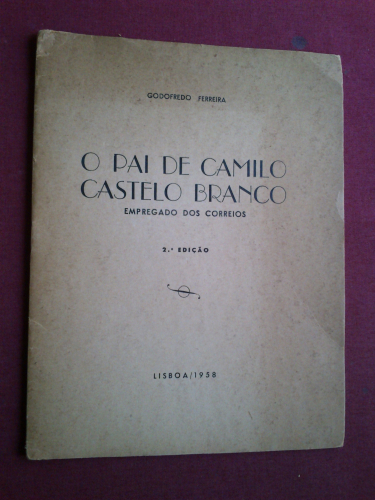 GODOFREDO FERREIRA
O PAI DE CAMILO
CASTELO BRANCO
EMPREGADO DOS CORREIOS
2.ª EDIÇÃO
LISBOA/1958